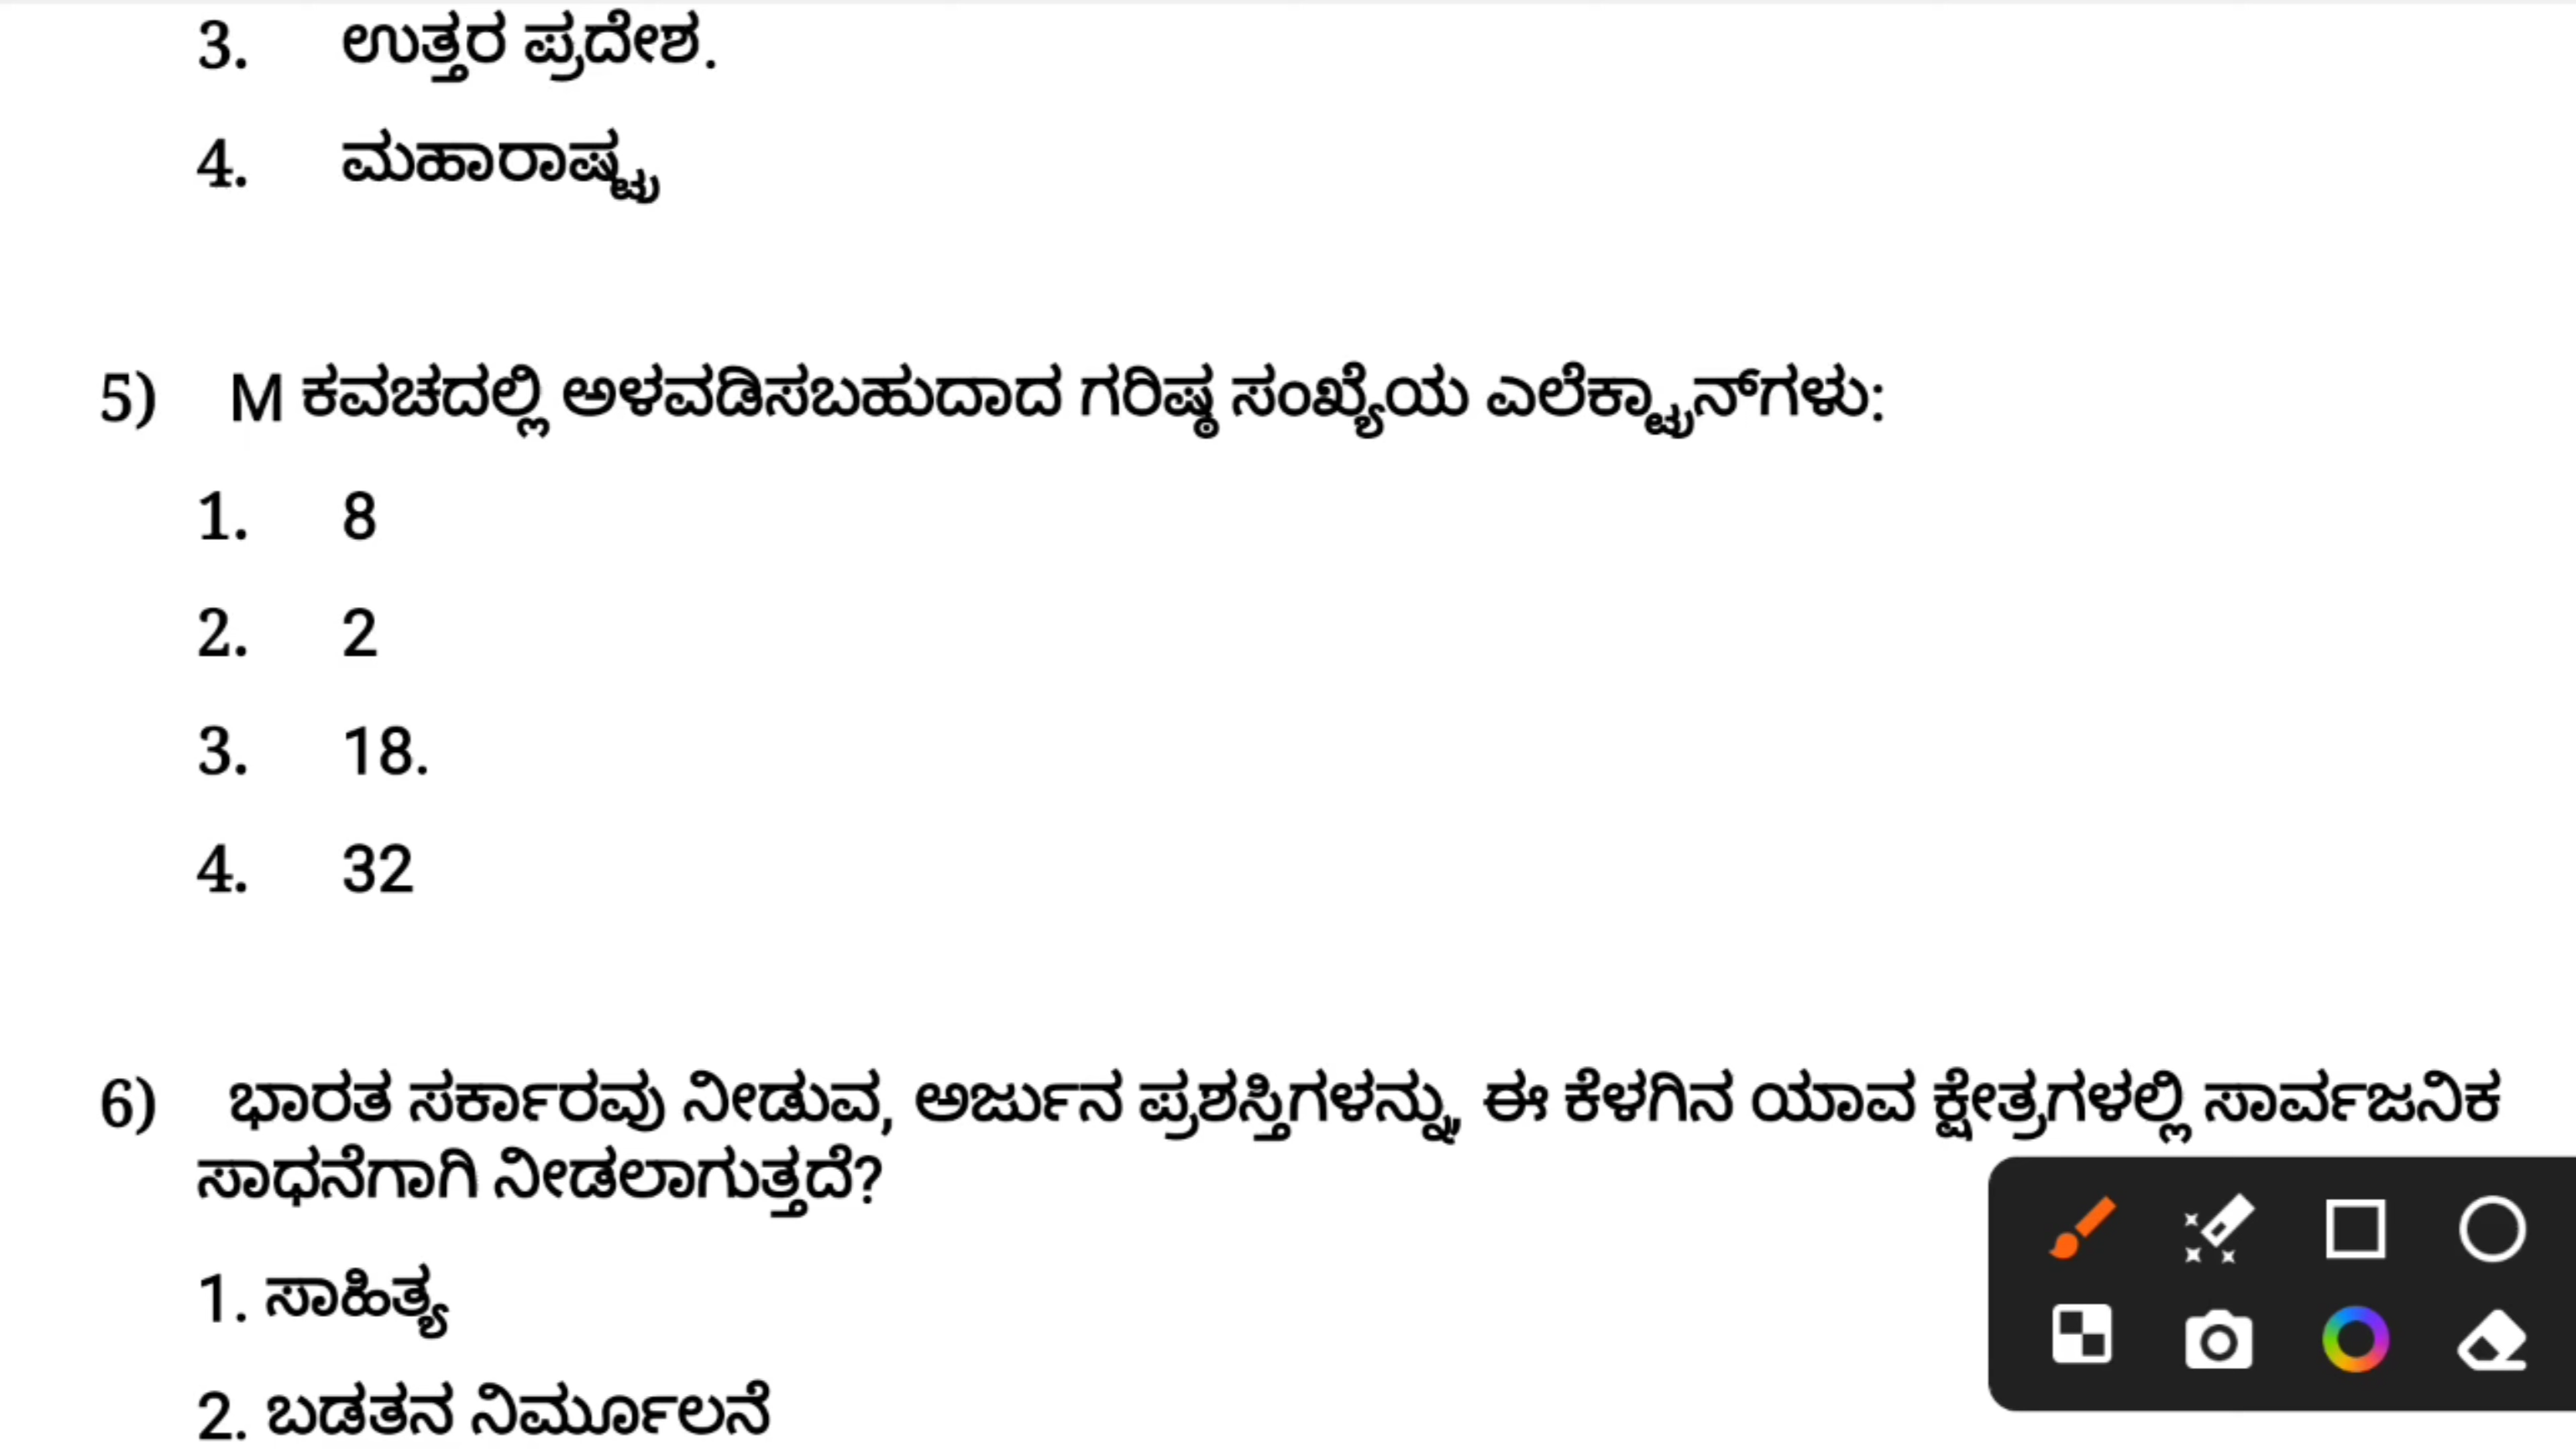 3. ಉತ್ತರ ಪ್ರದೇಶ.
4. ಮಹಾರಾಷ್ಟ್ರ
5) M ಕವಚದಲ್ಲಿ ಅಳವಡಿಸಬಹುದಾದ ಗರಿಷ್ಠ ಸಂಖ್ಯೆಯ ಎಲೆಕ್ಟ್ರಾನ್‌ಗಳು:
1. 8
2. 2
3. 18.
4. 32
6) ಭಾರತ ಸರ್ಕಾರವು ನೀಡುವ, ಅರ್ಜುನ ಪ್ರಶಸ್ತಿಗಳನ್ನು, ಈ ಕೆಳಗಿನ ಯಾವ ಕ್ಷೇತ್ರಗಳಲ್ಲಿ ಸಾರ್ವಜನಿಕ
ಸಾಧನೆಗಾಗಿ ನೀಡಲಾಗುತ್ತದೆ?
1. ಸಾಹಿತ್ಯ
2. ಬಡತನ ನಿರ್ಮೂಲನೆ